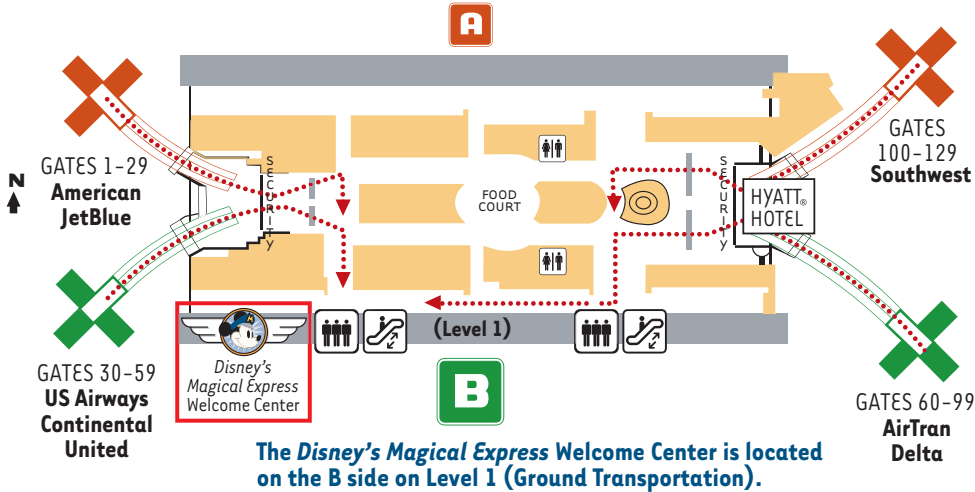 A
GATES 1–29
American
JetBlue
GATES
100–129
Southwest
N
SECURITY
FOOD
COURT
SECURITY
HYATT®
HOTEL
(Level 1)
Disney's
Magical Express
Welcome Center
B
GATES 30–59
US Airways
Continental
United
GATES 60–99
AirTran
Delta
The Disney's Magical Express Welcome Center is located
on the B side on Level 1 (Ground Transportation).